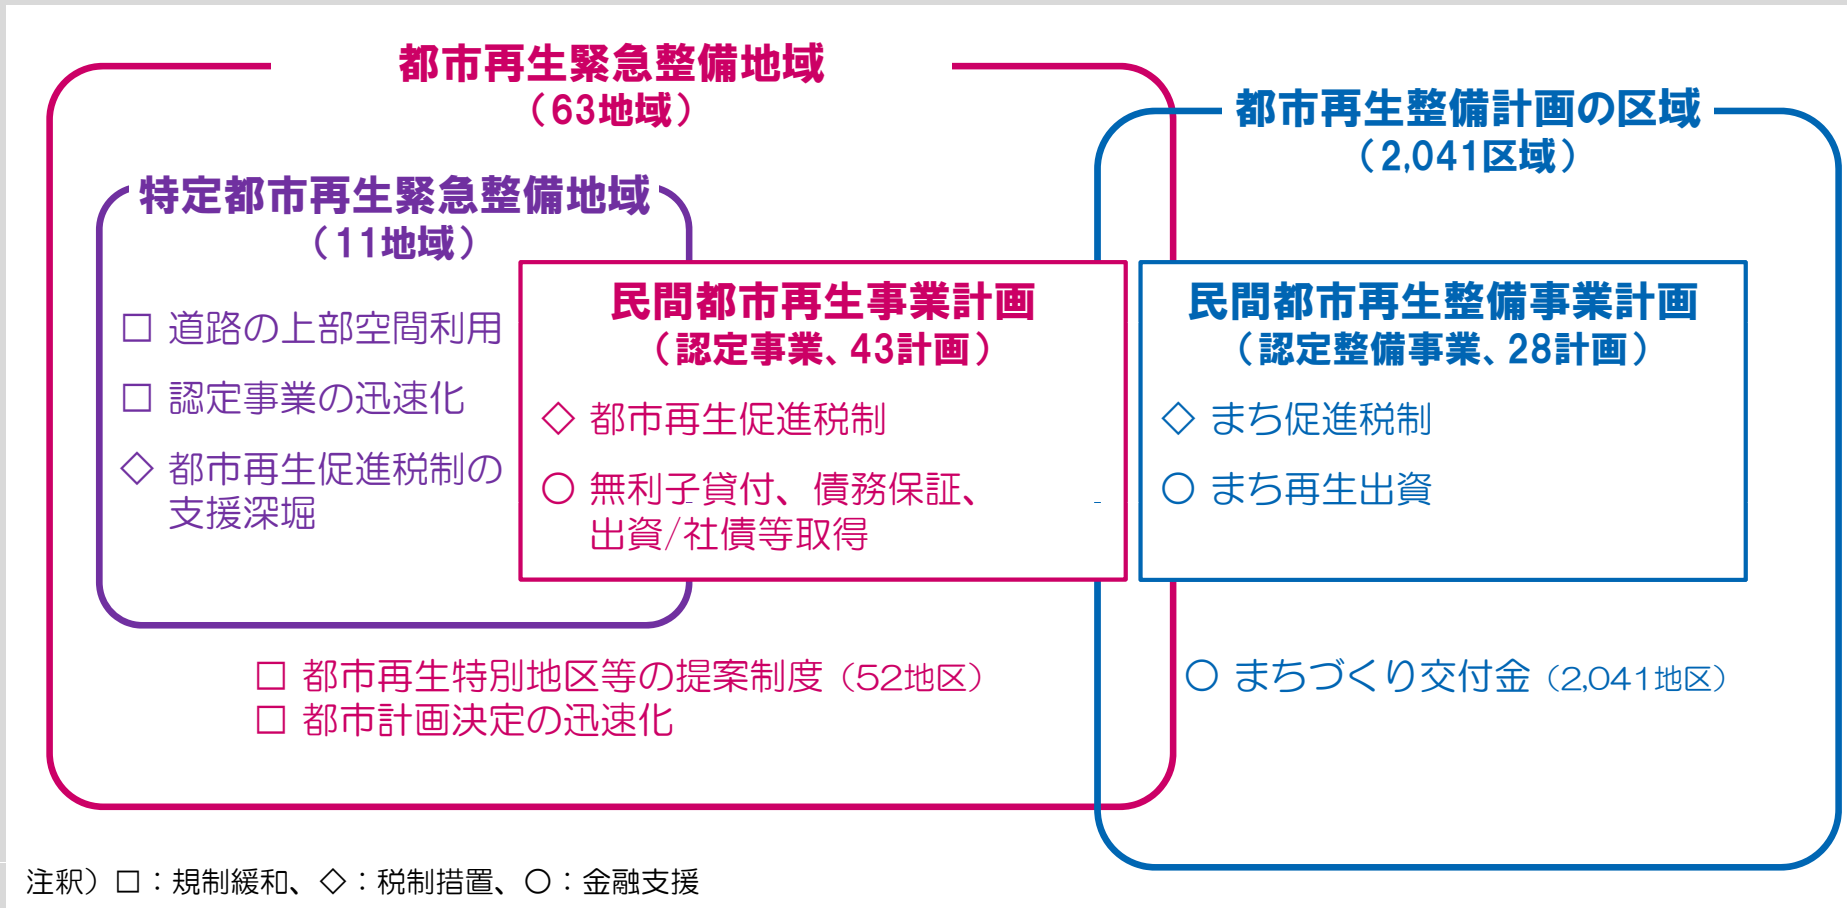 都市再生緊急整備地域
（63地域）
都市再生整備計画の区域
（2,041区域）
特定都市再生緊急整備地域
（11地域）
□ 道路の上部空間利用
□ 認定事業の迅速化
◇ 都市再生促進税制の
支援深堀
民間都市再生事業計画
（認定事業、43計画）
◇ 都市再生促進税制
○ 無利子貸付、債務保証、
出資/社債等取得
民間都市再生整備事業計画
（認定整備事業、28計画）
◇ まち促進税制
○ まち再生出資
□ 都市再生特別地区等の提案制度（52地区）
□ 都市計画決定の迅速化
○ まちづくり交付金（2,041地区）
注釈）□：規制緩和、◇：税制措置、○：金融支援